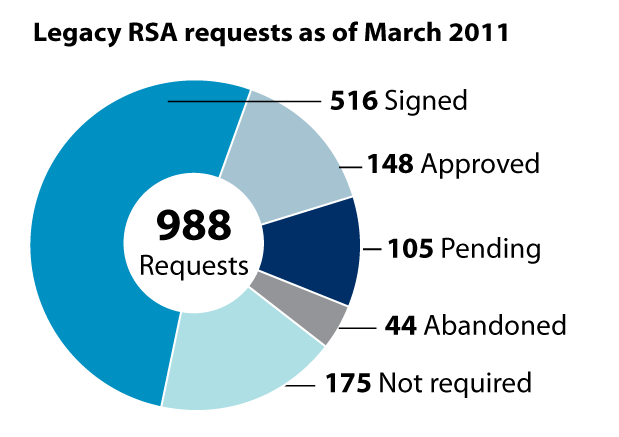 Legacy RSA requests as of March 2011
516 Signed
148 Approved
988
Requests
105 Pending
44 Abandoned
175 Not required